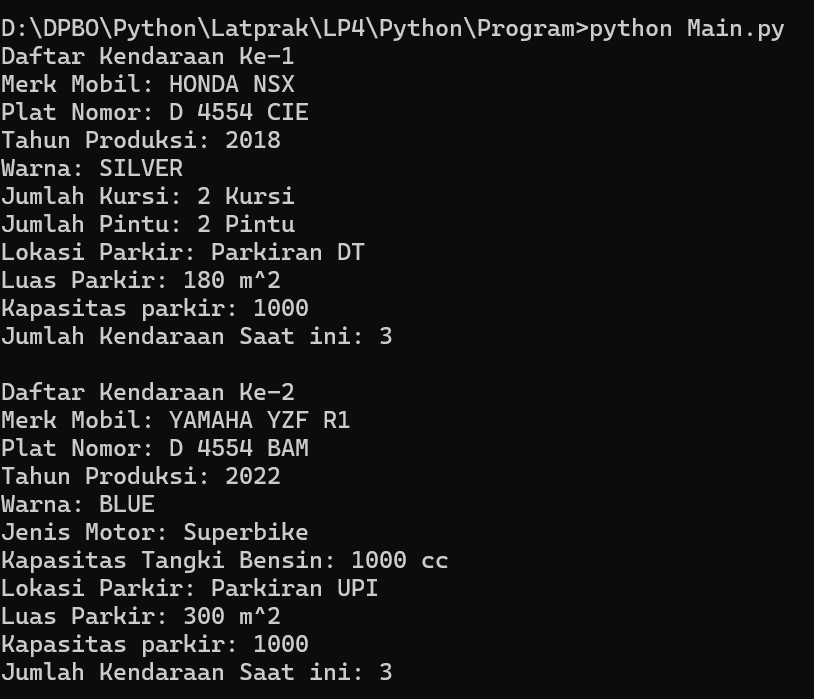 D:\DPBO\Python\Latprak\LP4\Python\Program>python Main.py
Daftar Kendaraan Ke-1
Merk Mobil: HONDA NSX
Plat Nomor: D 4554 CIE
Tahun Produksi: 2018
Warna: SILVER
Jumlah Kursi: 2 Kursi
Jumlah Pintu: 2 Pintu
Lokasi Parkir: Parkiran DT
Luas Parkir: 180 m^2
Kapasitas parkir: 1000
Jumlah Kendaraan Saat ini: 3

Daftar Kendaraan Ke-2
Merk Mobil: YAMAHA YZF R1
Plat Nomor: D 4554 BAM
Tahun Produksi: 2022
Warna: BLUE
Jenis Motor: Superbike
Kapasitas Tangki Bensin: 1000 cc
Lokasi Parkir: Parkiran UPI
Luas Parkir: 300 m^2
Kapasitas parkir: 1000
Jumlah Kendaraan Saat ini: 3